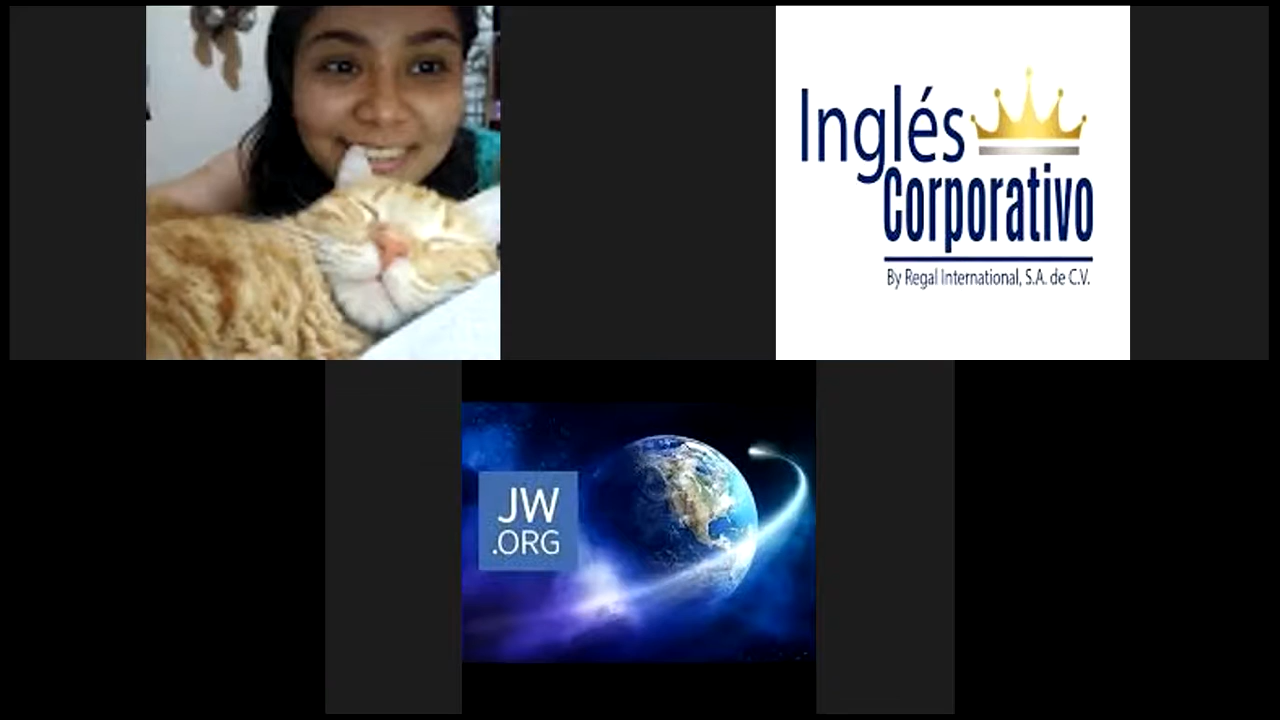 Inglés
Corporativo
By Regal International, S.A. de C.V.
JW
.ORG